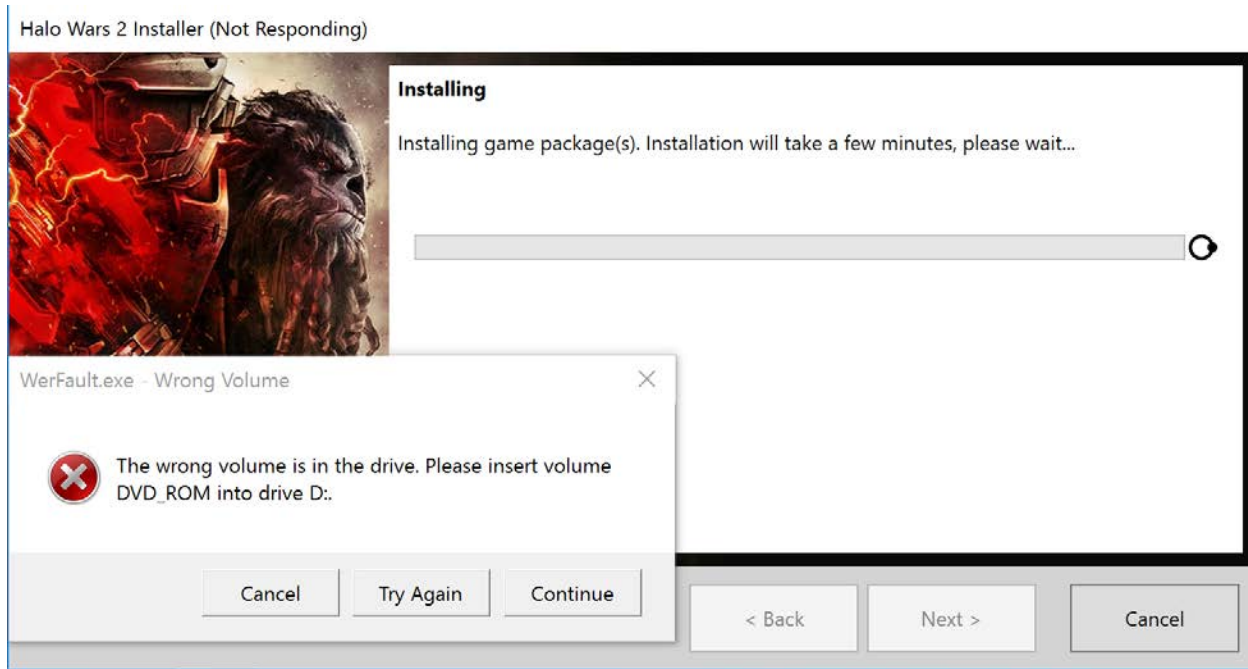 Halo Wars 2 Installer (Not Responding)
Installing
Installing game package(s). Installation will take a few minutes, please wait...
WerFault.exe - Wrong Volume
The wrong volume is in the drive. Please insert volume
DVD_ROM into drive D:.
Cancel Try Again Continue
< Back Next > Cancel